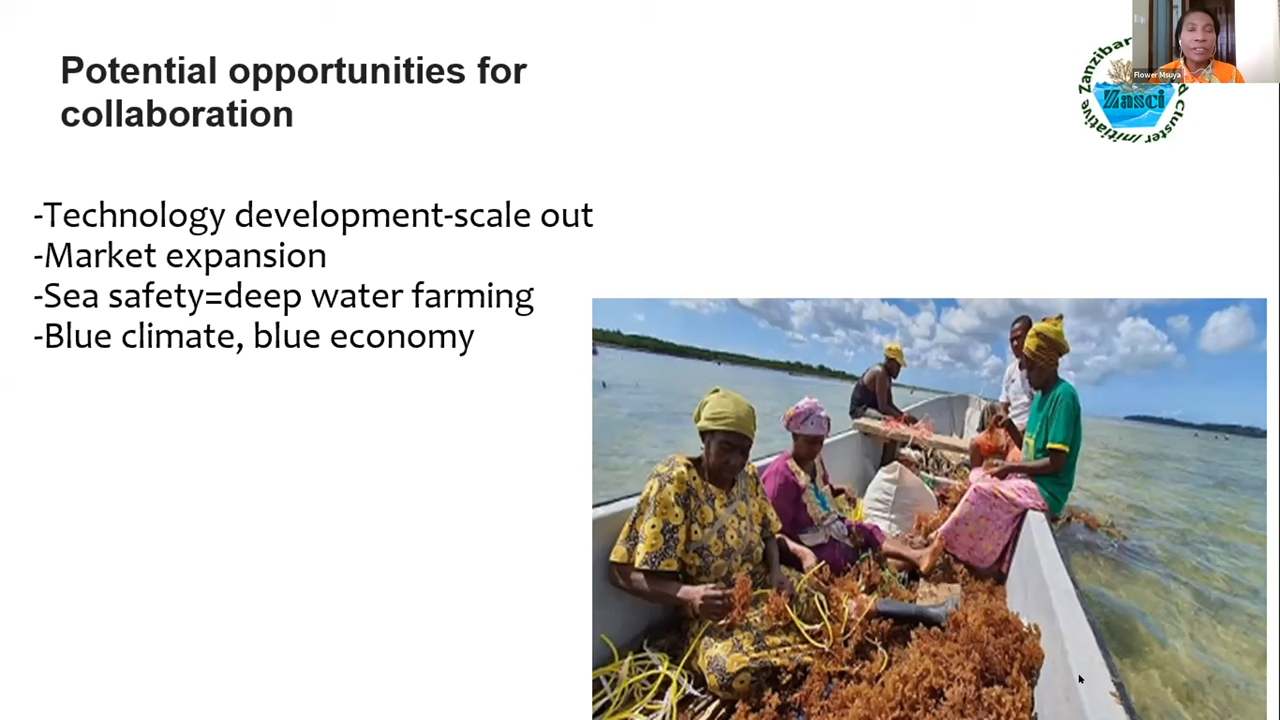 Potential opportunities for
collaboration
Flower Msuya
Zanzibar
Cluster Initiative
Zasci
-Technology development-scale out
-Market expansion
-Sea safety=deep water farming
-Blue climate, blue economy